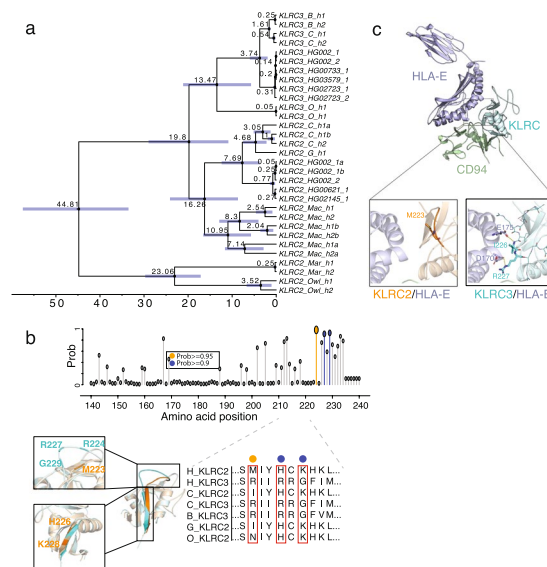 a
KLRC3_B_h1
KLRC3_B_h2
KLRC3_C_h1
KLRC3_C_h2
KLRC3_HG002_1
KLRC3_HG002_2
KLRC3_HG00733_1
KLRC3_HG03579_1
KLRC3_HG02723_1
KLRC3_HG02723_2
KLRC3_O_h1
KLRC3_O_h2
KLRC2_C_h1a
KLRC2_C_h1b
KLRC2_C_h2
KLRC2_G_h1
KLRC2_HG002_1a
KLRC2_HG002_1b
KLRC2_HG002_2
KLRC2_HG00621_1
KLRC2_HG02145_1
KLRC2_Mac_h1
KLRC2_Mac_h2
KLRC2_Mac_h1b
KLRC2_Mac_h2b
KLRC2_Mac_h1a
KLRC2_Mac_h2a
KLRC2_Mar_h1
KLRC2_Mar_h2
KLRC2_Owl_h1
KLRC2_Owl_h2
0.25
1.61
0.54
3.74
0.14
0.2
0.31
13.47
0.05
19.8
3.05
1
4.68
7.69
0.05
0.77
0.27
16.26
2.54
8.3
2.04
10.95
7.14
44.81
0.25
23.06
3.52
50 40 30 20 10 0
c
HLA-E
KLRC
CD94
M223
E175
I226
D170
R227
KLRC2/HLA-E
KLRC3/HLA-E
b
Prob
1
0
Prob>=0.95
Prob>=0.9
140 150 160 170 180 190 200 210 220 230 240
Amino acid position
R227 R224
G229 M223
H226
K228
H_KLRC2 ...S M I Y H C K H K L...
H_KLRC3 ...S R I I R R G F I M...
C_KLRC2 ...S I I Y H C K H K L...
C_KLRC3 ...S R I I R R G F I M...
B_KLRC3 ...S I I I R R G F V M...
G_KLRC2 ...S I I Y H C K H K L...
O_KLRC2 ...S N I Y H C K H K L...